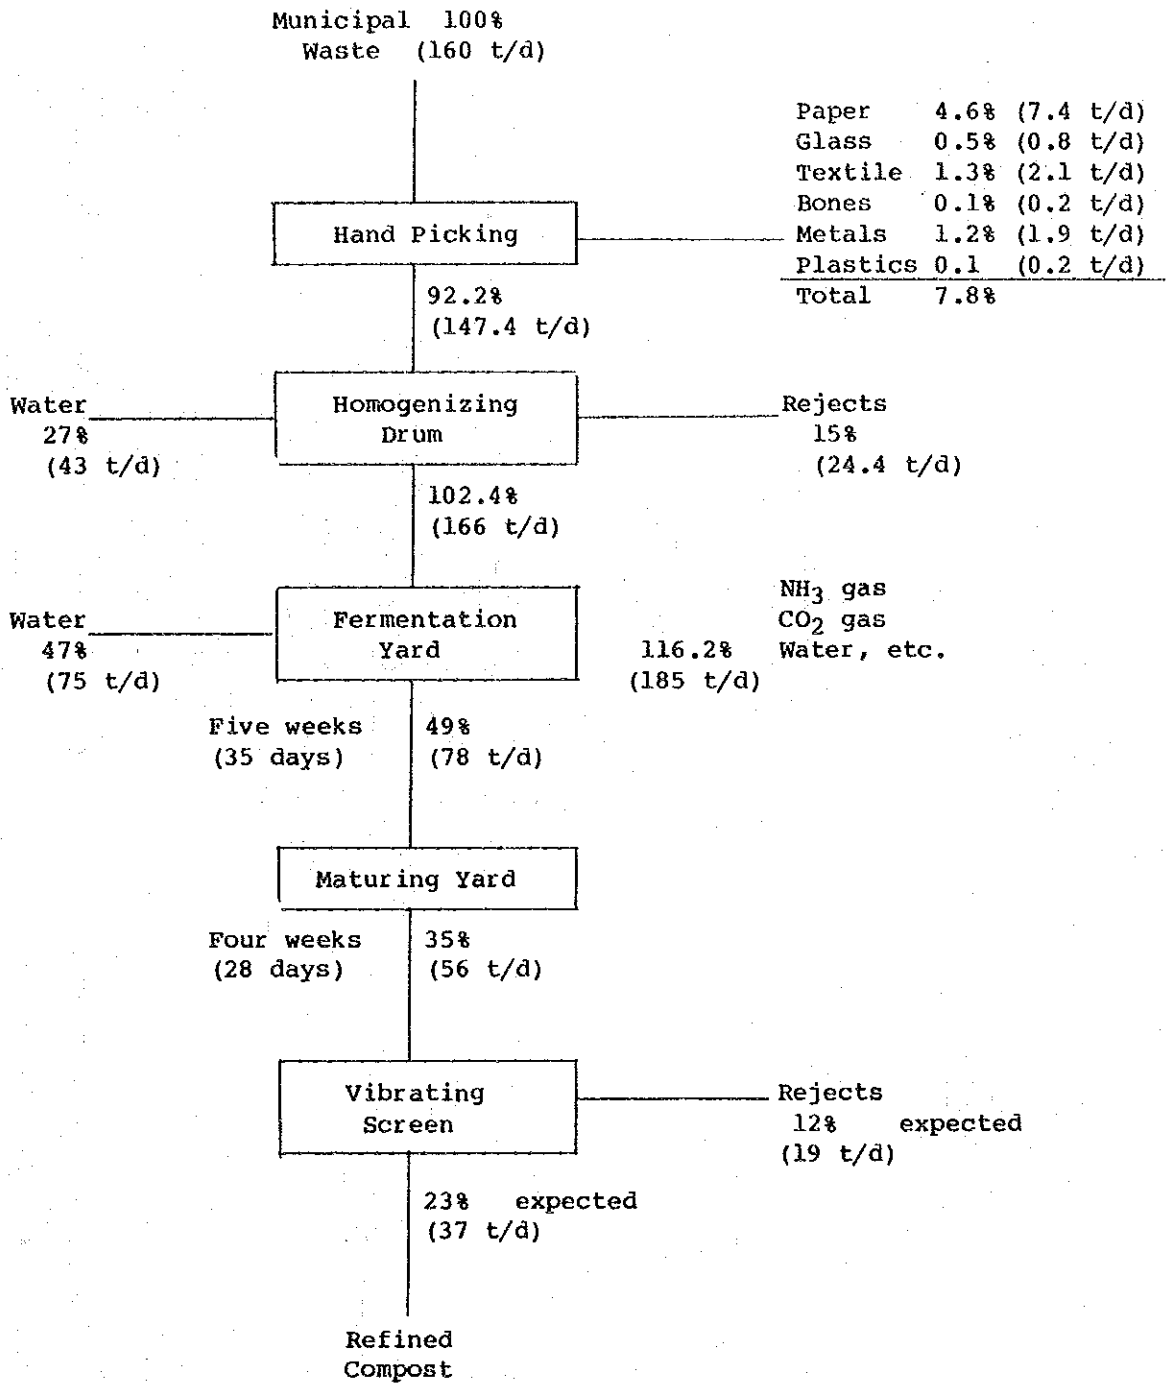 Municipal 100%
Waste (160 t/d)
Paper 4.6% (7.4 t/d)
Glass 0.5% (0.8 t/d)
Textile 1.3% (2.1 t/d)
Bones 0.1% (0.2 t/d)
Metals 1.2% (1.9 t/d)
Plastics 0.1 (0.2 t/d)
Total 7.8%
Hand Picking
92.2%
(147.4 t/d)
Water
27%
(43 t/d)
Homogenizing
Drum
Rejects
15%
(24.4 t/d)
102.4%
(166 t/d)
Water
47%
(75 t/d)
Fermentation
Yard
116.2%
(185 t/d)
NH3 gas
CO2 gas
Water, etc.
Five weeks
(35 days)
49%
(78 t/d)
Maturing Yard
Four weeks
(28 days)
35%
(56 t/d)
Vibrating
Screen
Rejects
12% expected
(19 t/d)
23% expected
(37 t/d)
Refined
Compost